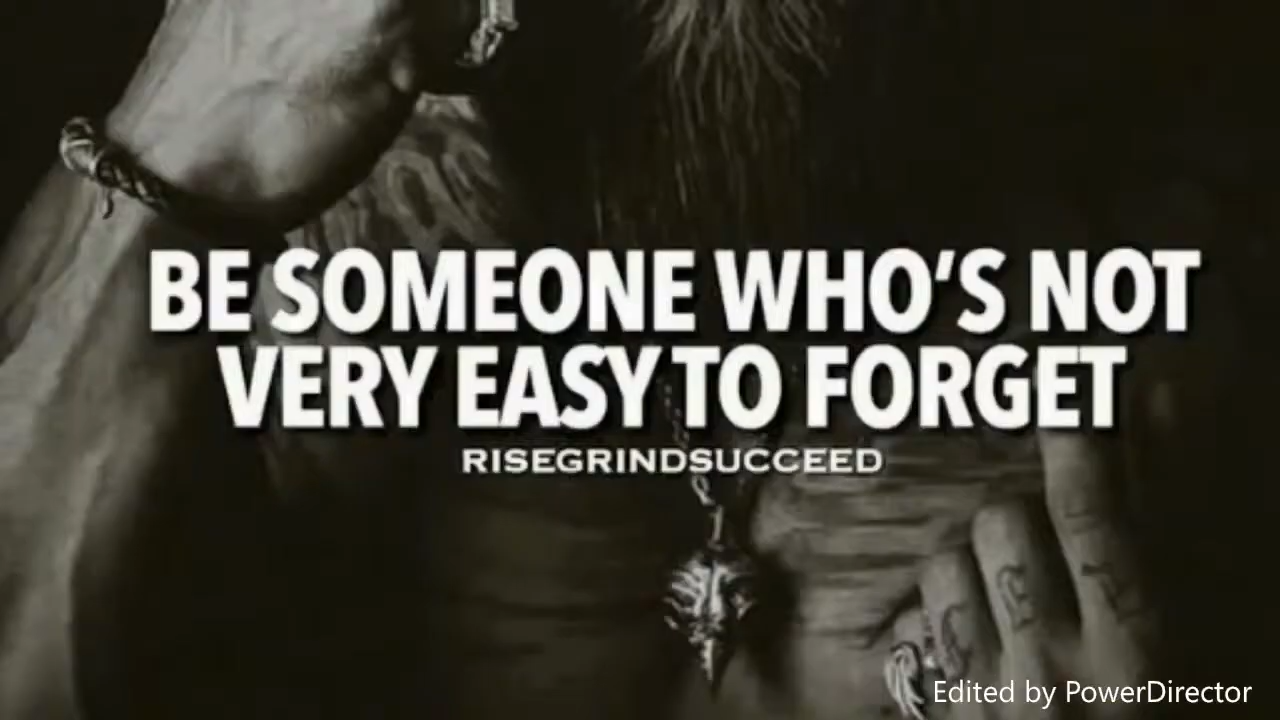 BE SOMEONE WHO'S NOT
VERY EASY TO FORGET
RISEGRINDSUCCEED
Edited by PowerDirector